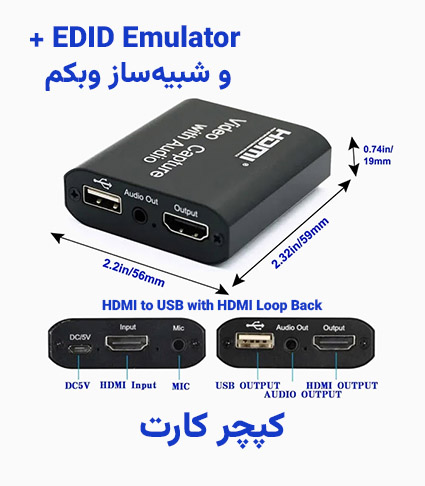 + EDID Emulator
و شبیه‌ساز وبکم
HDMI®
Video Capture
with Audio
0.74in/
19mm
Audio Out
Output
2.2in/56mm
2.32in/59mm
HDMI to USB with HDMI Loop Back
DC/5V
Input
Mic
Audio Out
Output
DC5V
HDMI Input
MIC
USB OUTPUT
AUDIO OUTPUT
HDMI OUTPUT
کپچر کارت